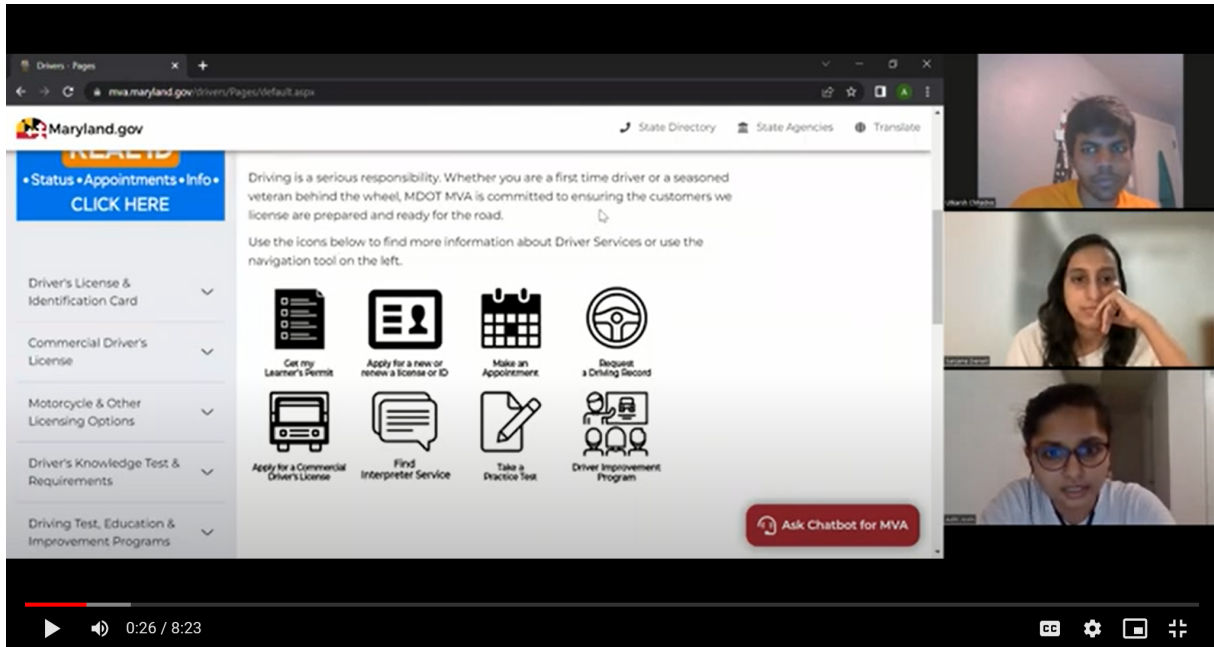 Drivers - Pages
mva.maryland.gov/drivers/Pages/default.aspx
A
Maryland.gov
State Directory
State Agencies
Translate
REAL ID
• Status • Appointments • Info •
CLICK HERE
Driver's License &
Identification Card
Commercial Driver's
License
Motorcycle & Other
Licensing Options
Driver's Knowledge Test &
Requirements
Driving Test, Education &
Improvement Programs
Driving is a serious responsibility. Whether you are a first time driver or a seasoned
veteran behind the wheel, MDOT MVA is committed to ensuring the customers we
license are prepared and ready for the road.
Use the icons below to find more information about Driver Services or use the
navigation tool on the left.
Get my
Learner's Permit
Apply for a new or
renew a license or ID
Make an
Appointment
Request
a Driving Record
Apply for a Commercial
Driver's License
Find
Interpreter Service
Take a
Practice Test
Driver Improvement
Program
Ask Chatbot for MVA
0:26 / 8:23
CC